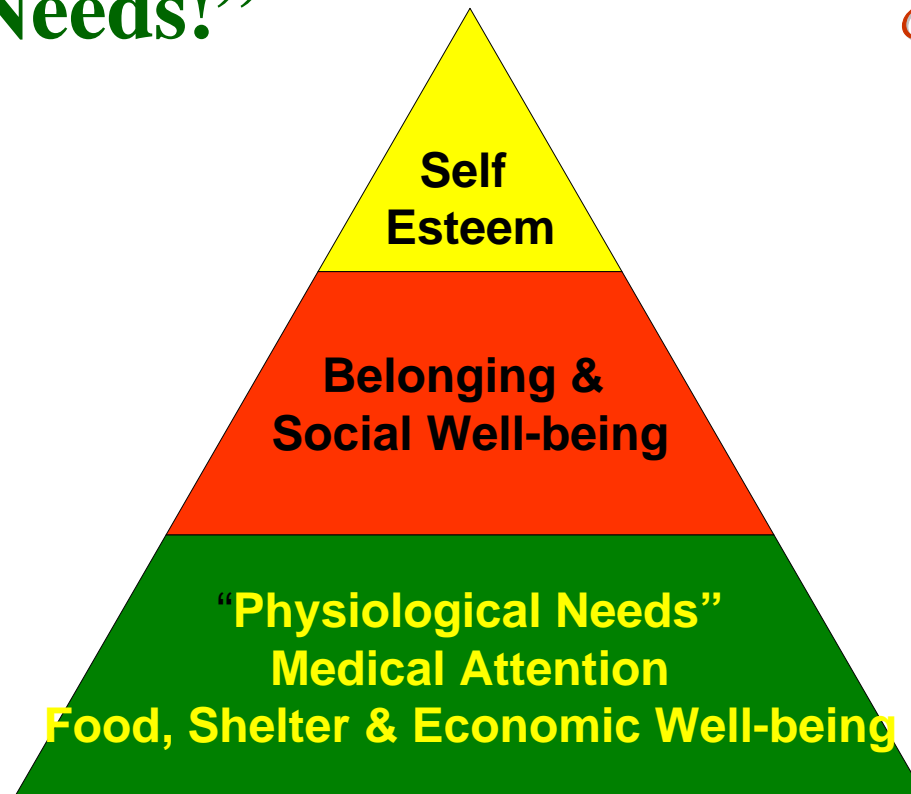 Needs!”
Self
Esteem
Belonging &
Social Well-being
“Physiological Needs”
Medical Attention
Food, Shelter & Economic Well-being